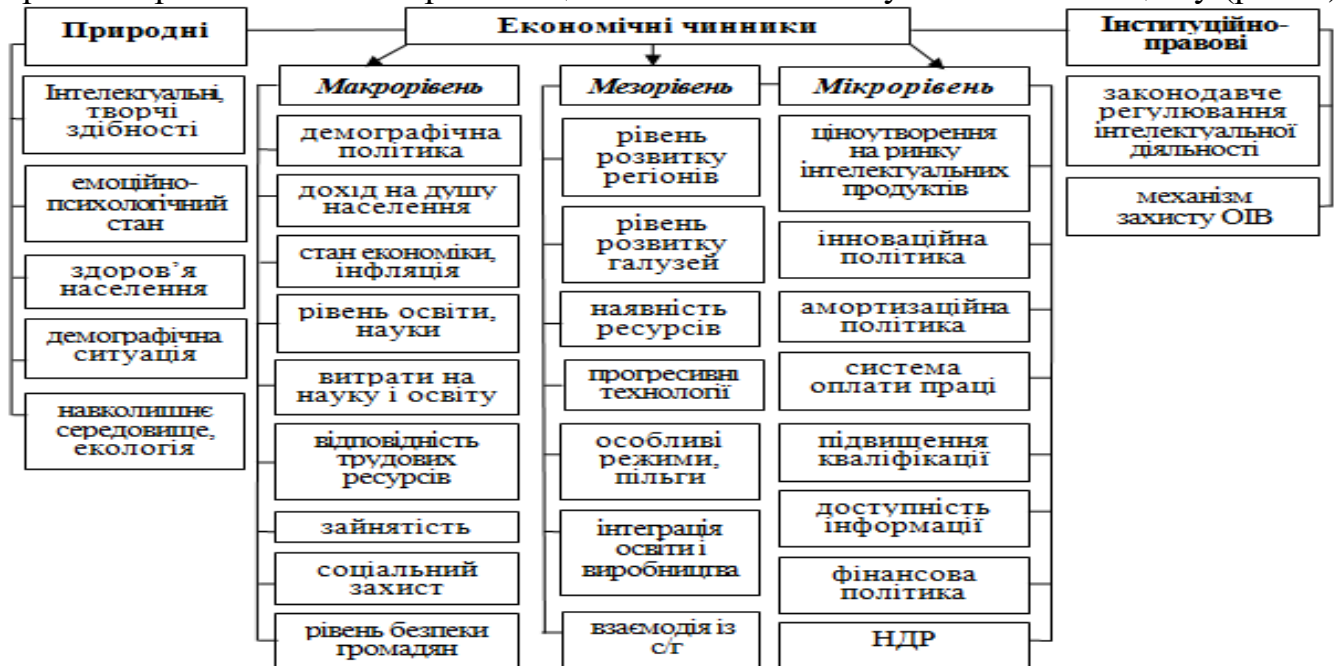 Природні
Економічні чинники
Інституційно-
правові
Макрорівень
Мезорівень
Мікрорівень
Інтелектуальні,
творчі
здібності
емоційно-
психологічний
стан
здоров’я
населення
демографічна
ситуація
навколишнє
середовище,
екологія
демографічна
політика
дохід на душу
населення
стан економіки,
інфляція
рівень освіти,
науки
витрати на
науку і освіту
відповідність
трудових
ресурсів
зайнятість
соціальний
захист
рівень безпеки
громадян
рівень
розвитку
регіонів
рівень
розвитку
галузей
наявність
ресурсів
прогресивні
технології
особливі
режими,
пільги
інтеграція
освіти і
виробництва
взаємодія із
с/г
ціноутворення
на ринку
інтелектуальних
продуктів
інноваційна
політика
амортизаційна
політика
система
оплати праці
підвищення
кваліфікації
доступність
інформації
фінансова
політика
НДР
законодавче
регулювання
інтелектуальної
діяльності
механізм
захисту ОІВ